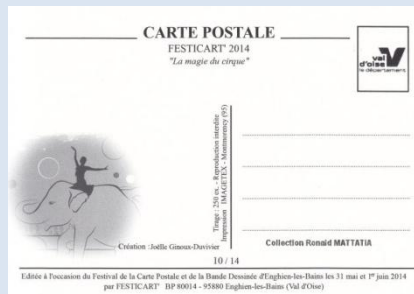 CARTE POSTALE
FESTICART' 2014
"La magie du cirque"
val
d'oise
le département
Tirage : 250 ex. - Reproduction interdite
Impression IMAGETEX - Montmorency (95)
Création :Joëlle Ginoux-Duvivier
Collection Ronald MATTATIA
10 / 14
Editée à l'occasion du Festival de la Carte Postale et de la Bande Dessinée d'Enghien-les-Bains les 31 mai et 1er juin 2014
par FESTICART' BP 80014 - 95880 Enghien-les-Bains (Val d'Oise)